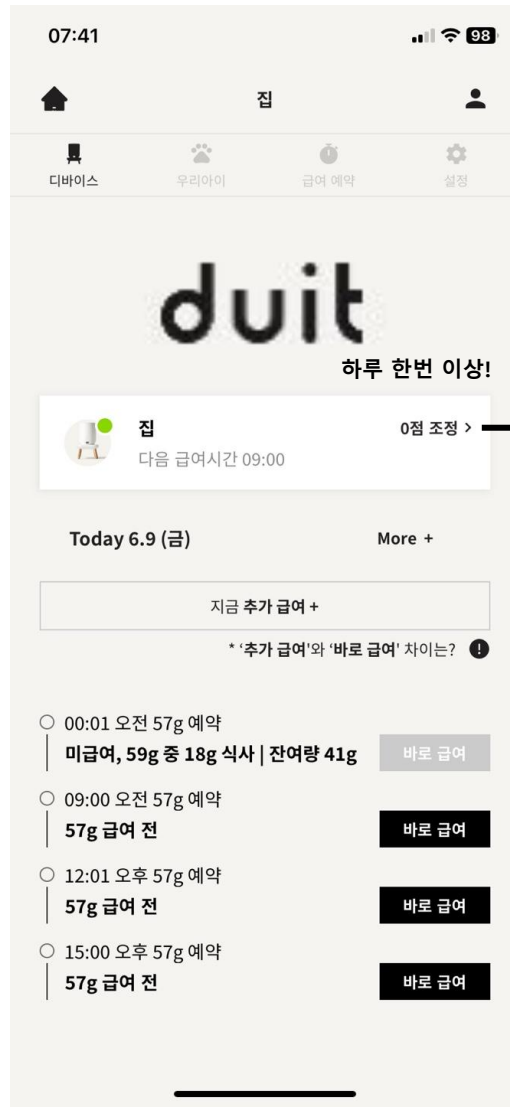 07:41
98
집
디바이스
우리아이
급여 예약
설정
duit
하루 한번 이상!
집
0점 조정 >
다음 급여시간 09:00
Today 6.9 (금)
More +
지금 추가 급여 +
* ‘추가 급여'와 ‘바로 급여' 차이는?
00:01 오전 57g 예약
미급여, 59g 중 18g 식사 | 잔여량 41g
바로 급여
09:00 오전 57g 예약
57g 급여 전
바로 급여
12:01 오후 57g 예약
57g 급여 전
바로 급여
15:00 오후 57g 예약
57g 급여 전
바로 급여